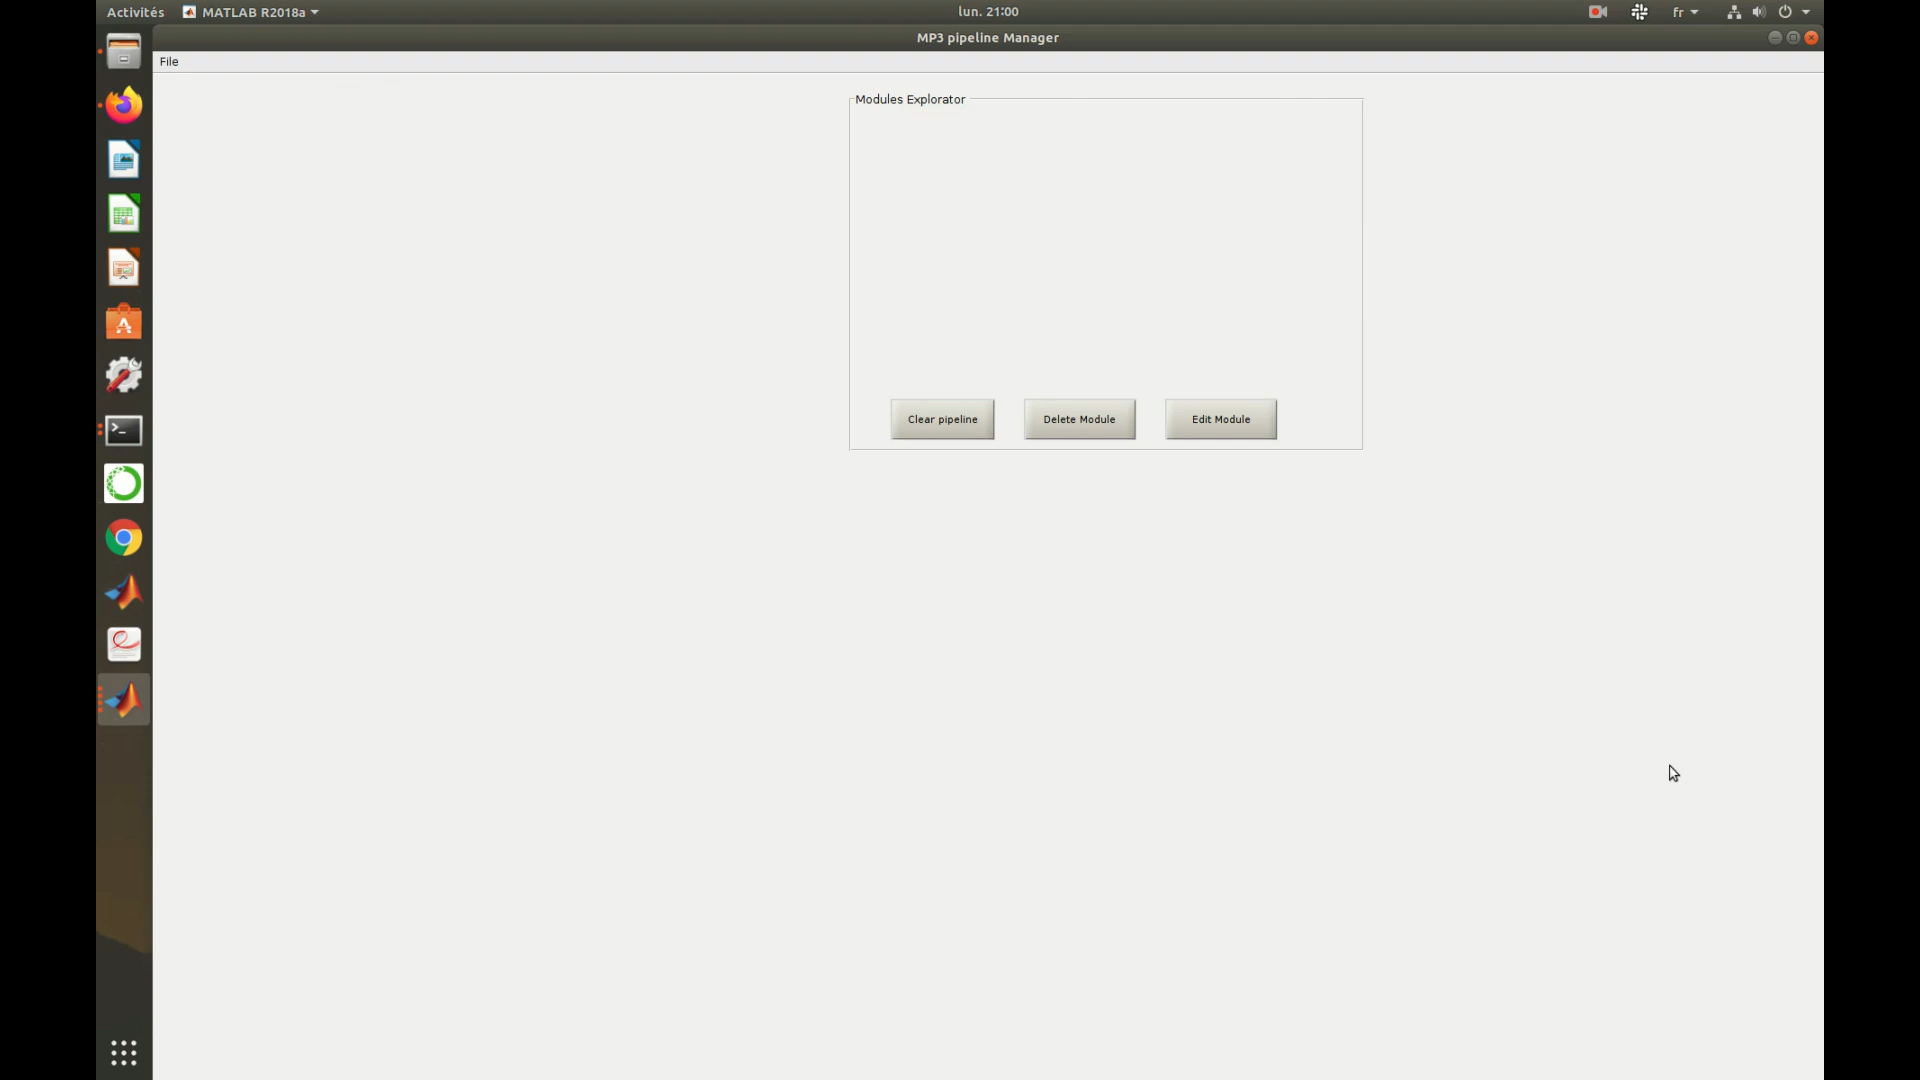 Activités
MATLAB R2018a
lun. 21:00
fr
MP3 pipeline Manager
File
Modules Explorator
Clear pipeline
Delete Module
Edit Module